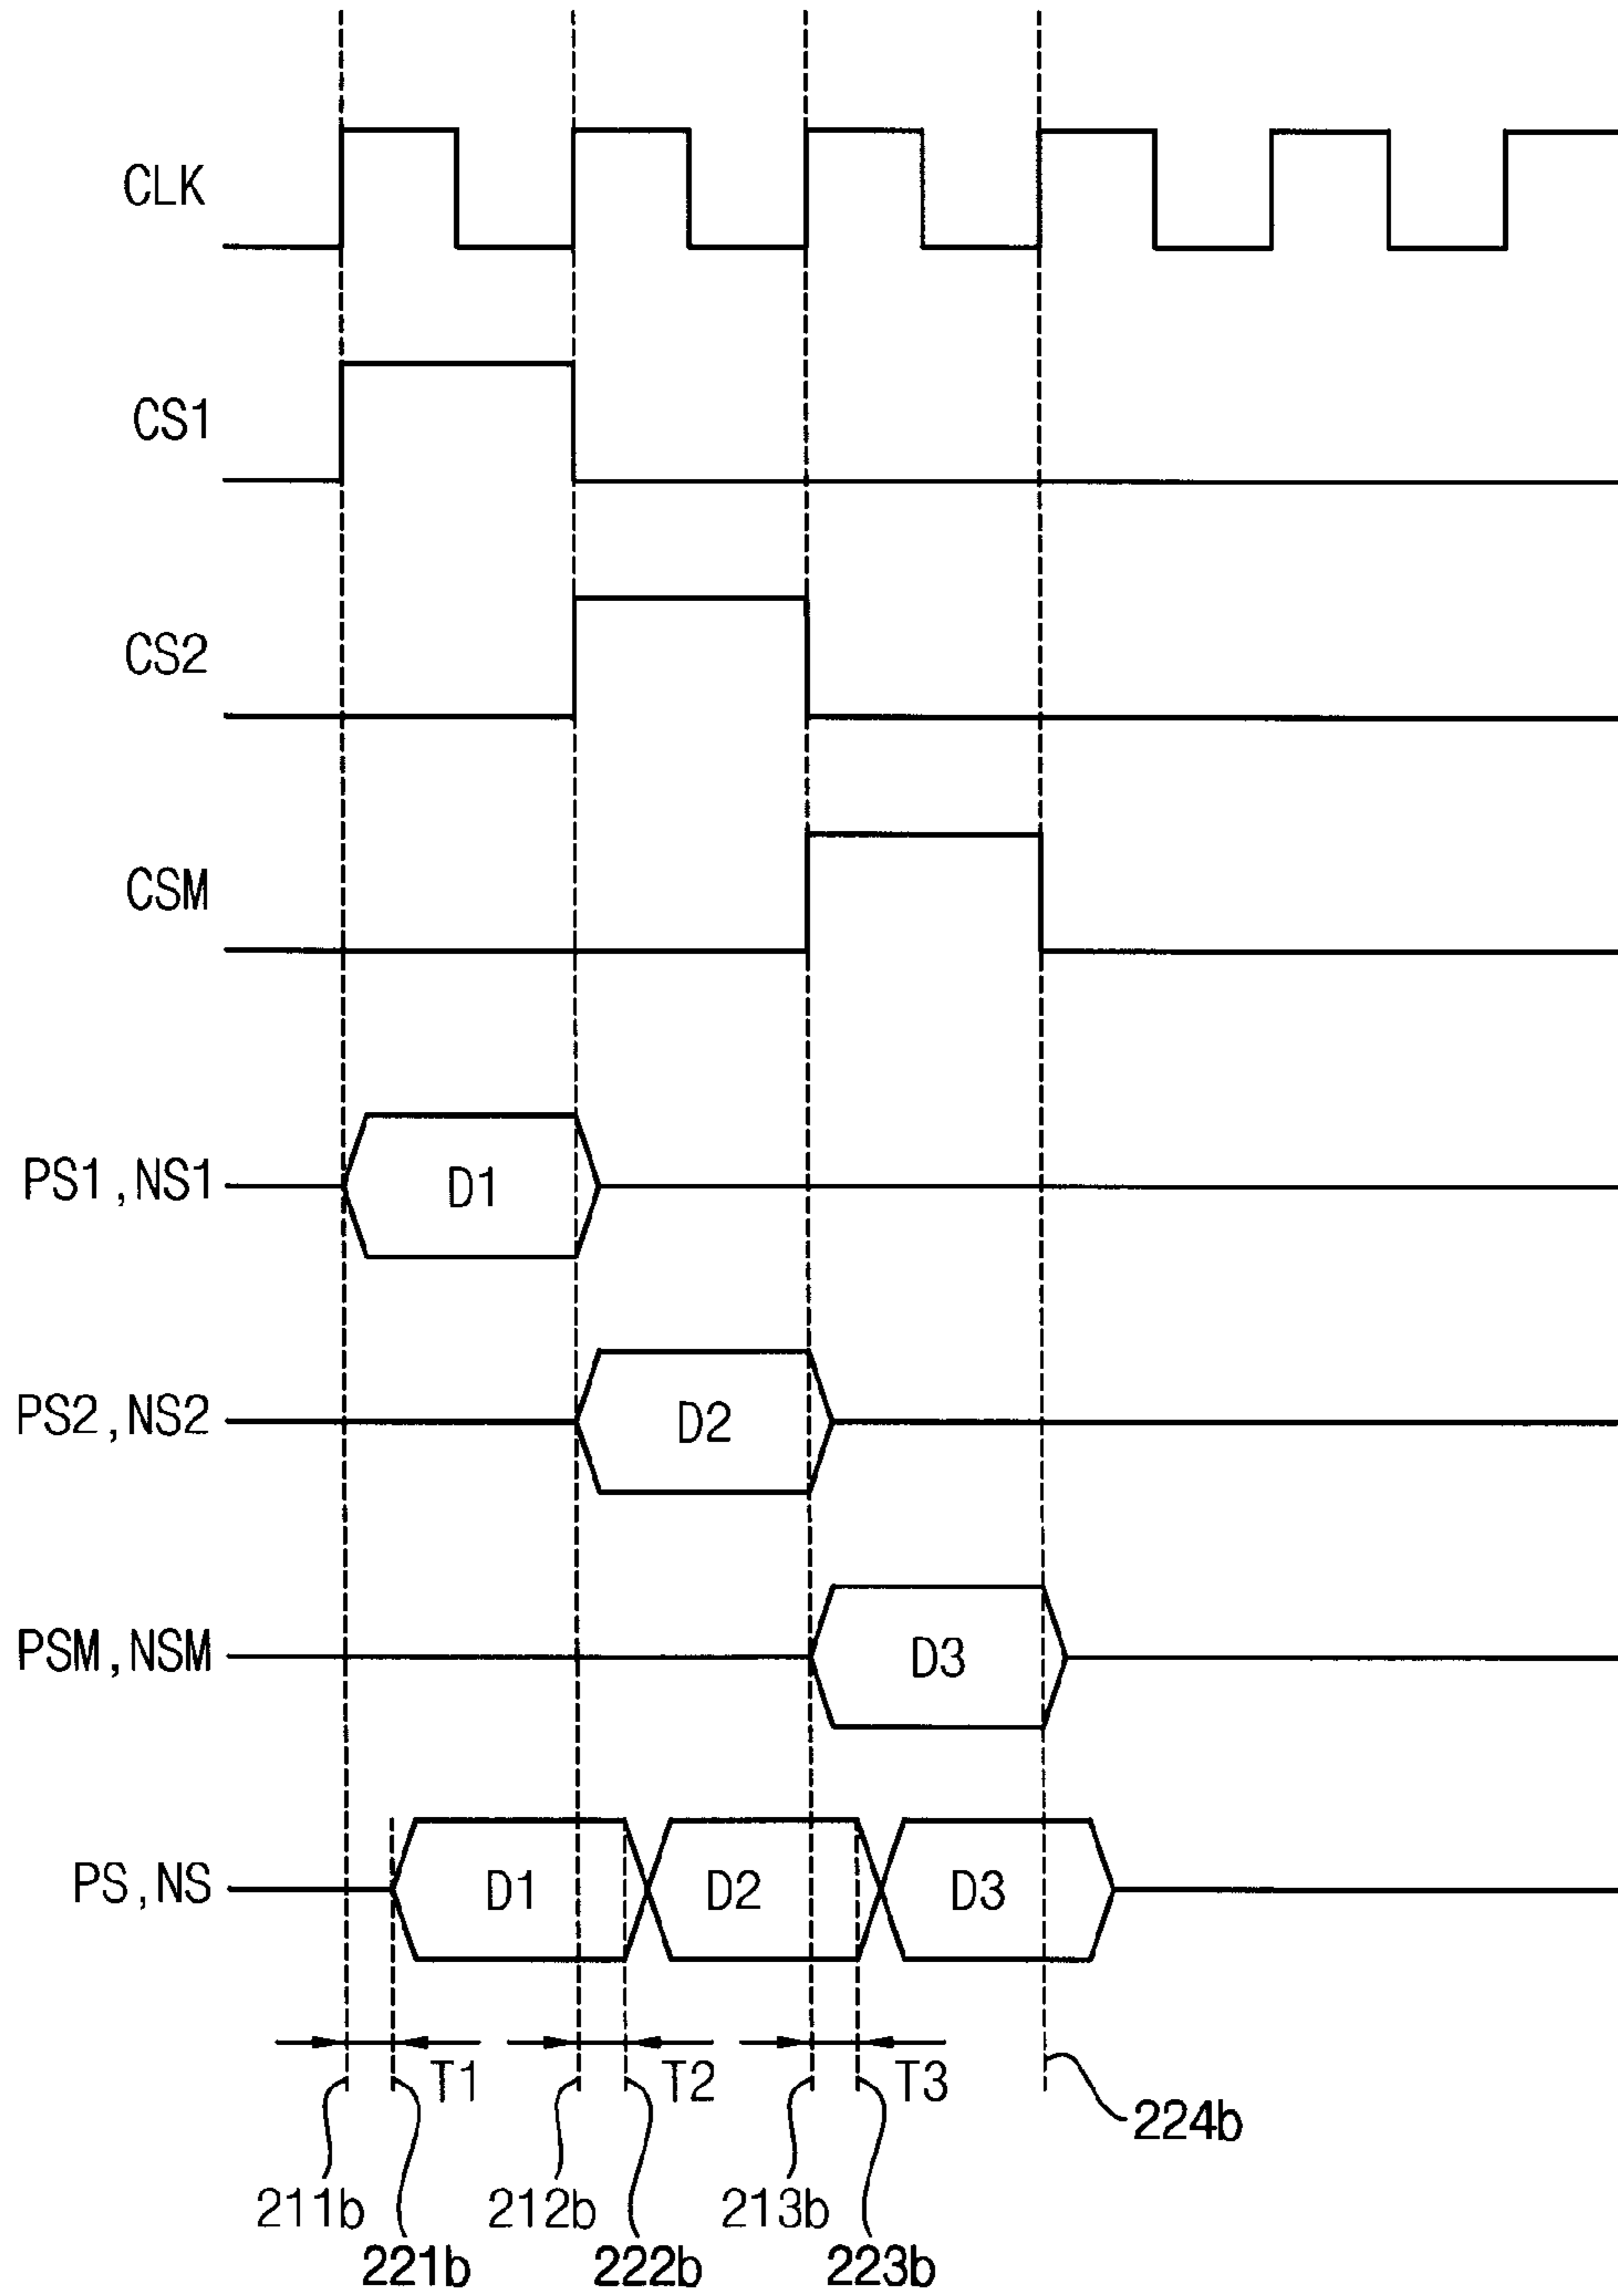 CLK
CS1
CS2
CSM
PS1,NS1 D1
PS2,NS2 D2
PSM,NSM D3
PS,NS D1 D2 D3
T1 T2 T3
224b
211b 212b 213b
221b 222b 223b